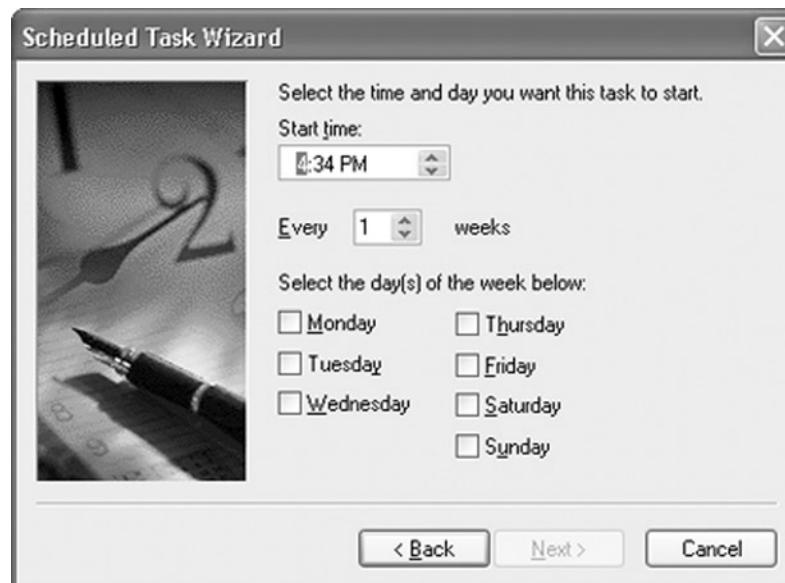 Scheduled Task Wizard
Select the time and day you want this task to start.
Start time:
4:34 PM
Every 1 weeks
Select the day(s) of the week below:
Monday Thursday
Tuesday Friday
Wednesday Saturday
Sunday
< Back Next > Cancel